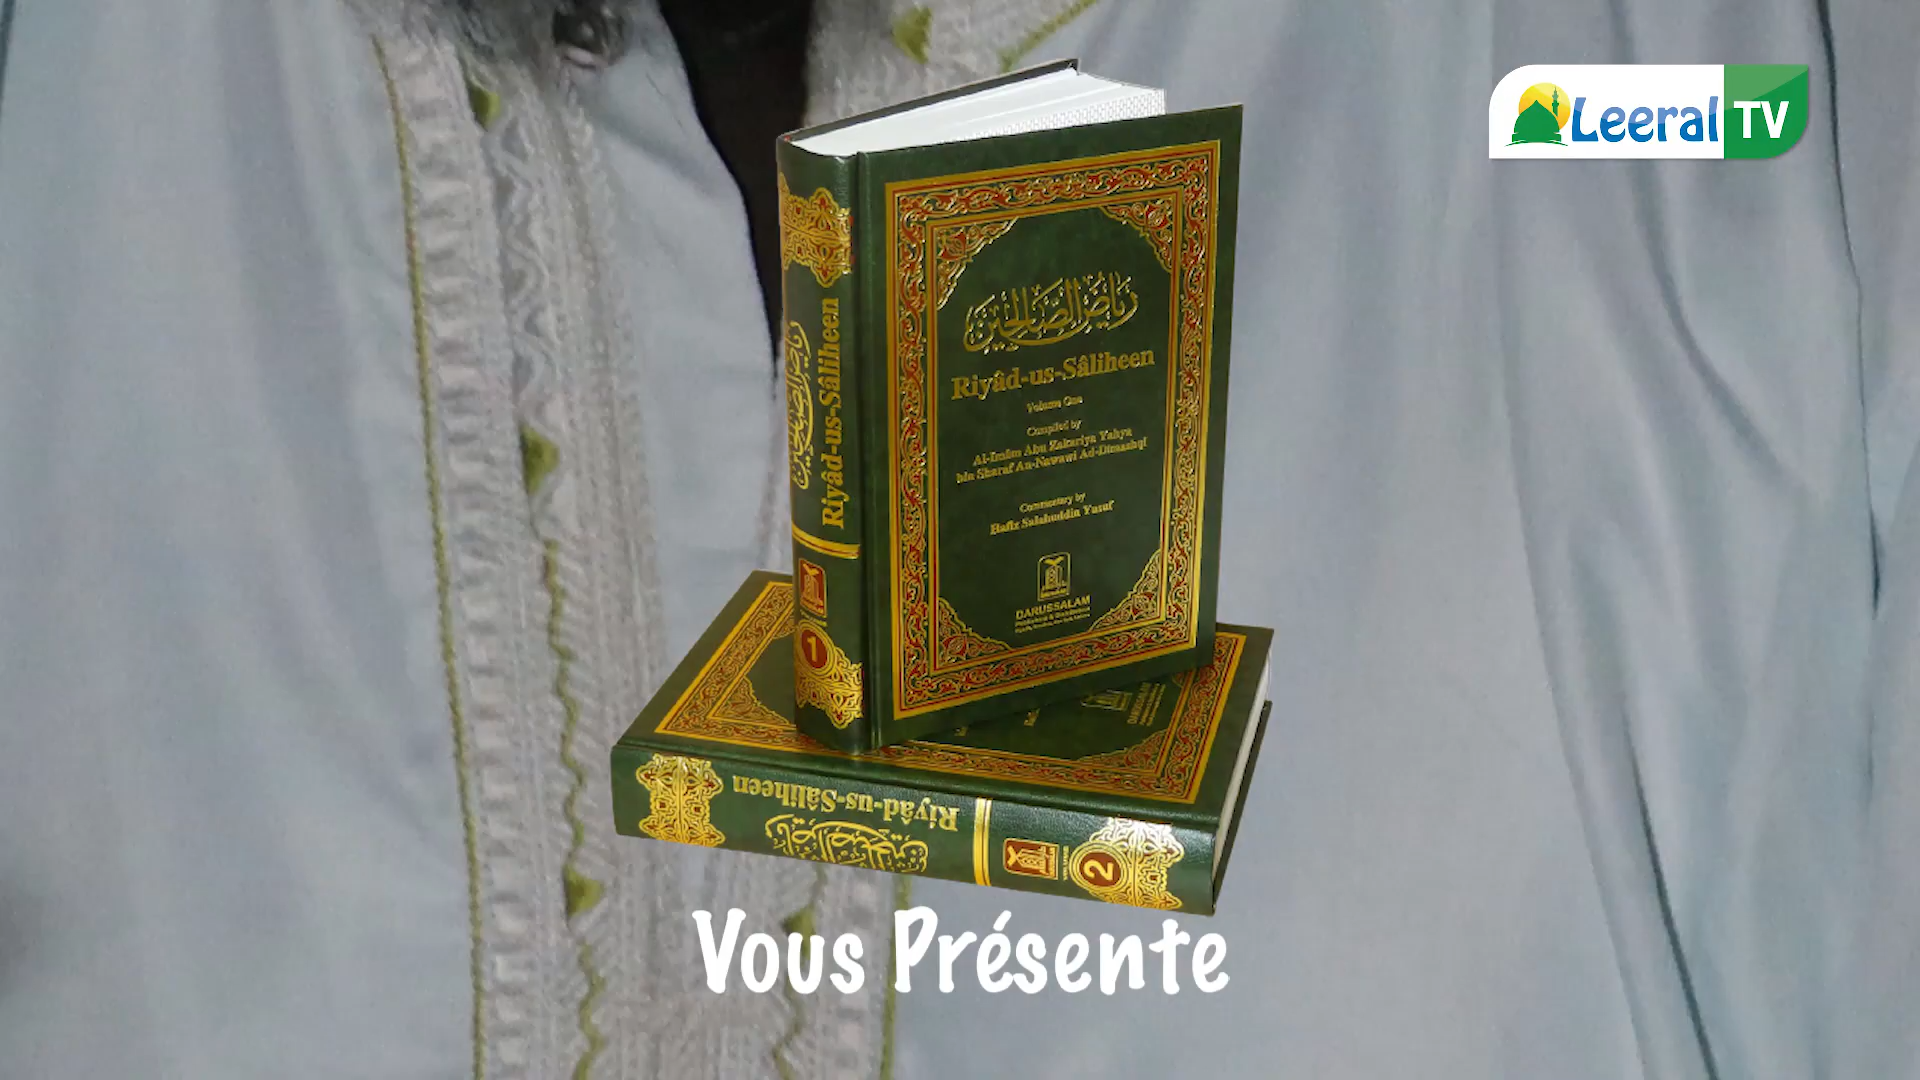 Leeral TV
رياض الصالحين
Riyâd-us-Sâliheen
Volume One
Compiled by
Al-Imâm Abu Zakariya Yahya
bin Sharaf An-Nawawi Ad-Dimashqi
Commentary by
Hafiz Salahuddin Yusuf
DARUSSALAM
رياض الصالحين
Riyâd-us-Sâliheen
1
Riyâd-us-Sâliheen
رياض الصالحين
2
Vous Présente